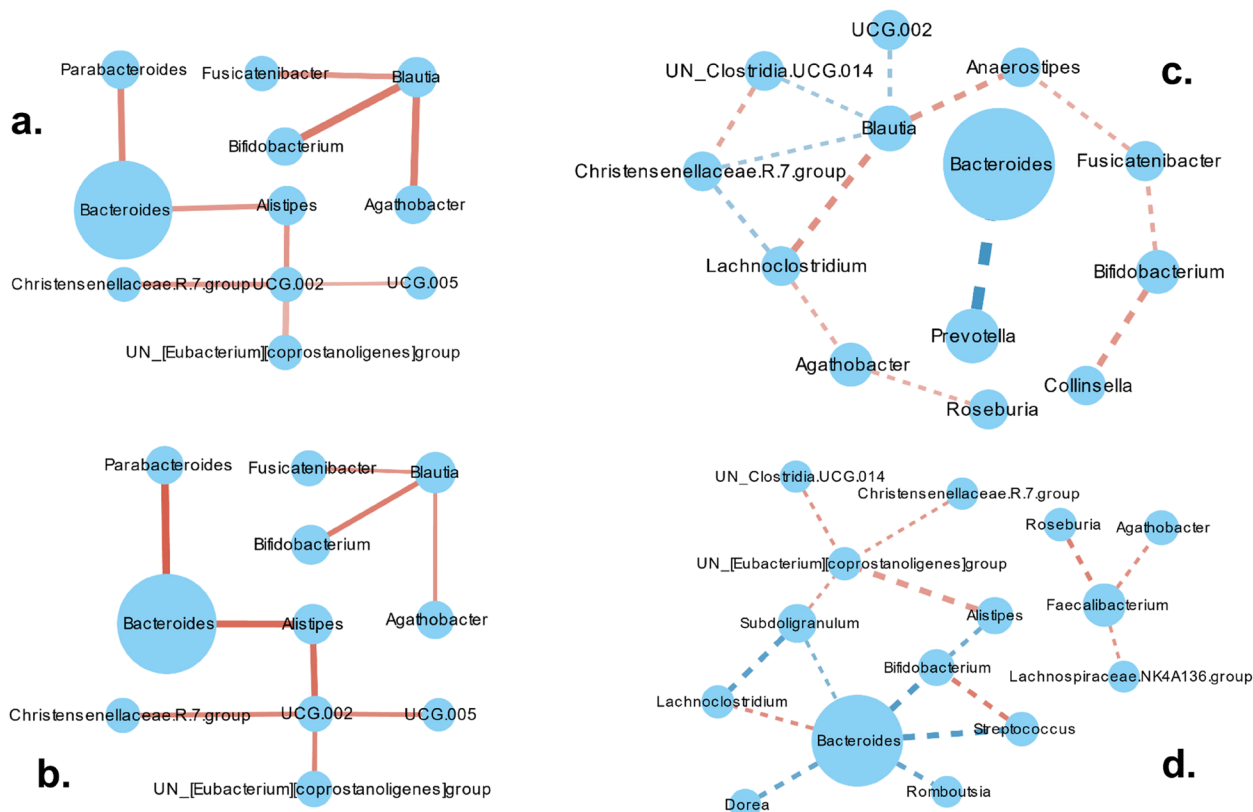 Parabacteroides
Fusicatenibacter
Blautia
a.
Bifidobacterium
Bacteroides
Alistipes
Agathobacter
Christensenellaceae.R.7.group
UCG.002
UCG.005
UN_[Eubacterium][coprostanoligenes]group
Parabacteroides
Fusicatenibacter
Blautia
Bifidobacterium
Bacteroides
Alistipes
Agathobacter
Christensenellaceae.R.7.group
UCG.002
UCG.005
b.
UN_[Eubacterium][coprostanoligenes]group
UCG.002
UN_Clostridia.UCG.014
Anaerostipes
c.
Blautia
Bacteroides
Fusicatenibacter
Christensenellaceae.R.7.group
Lachnoclostridium
Bifidobacterium
Prevotella
Agathobacter
Collinsella
Roseburia
UN_Clostridia.UCG.014
Christensenellaceae.R.7.group
Roseburia
Agathobacter
UN_[Eubacterium][coprostanoligenes]group
Faecalibacterium
Subdoligranulum
Alistipes
Bifidobacterium
Lachnospiraceae.NK4A136.group
Lachnoclostridium
Streptococcus
Bacteroides
d.
Dorea
Romboutsia